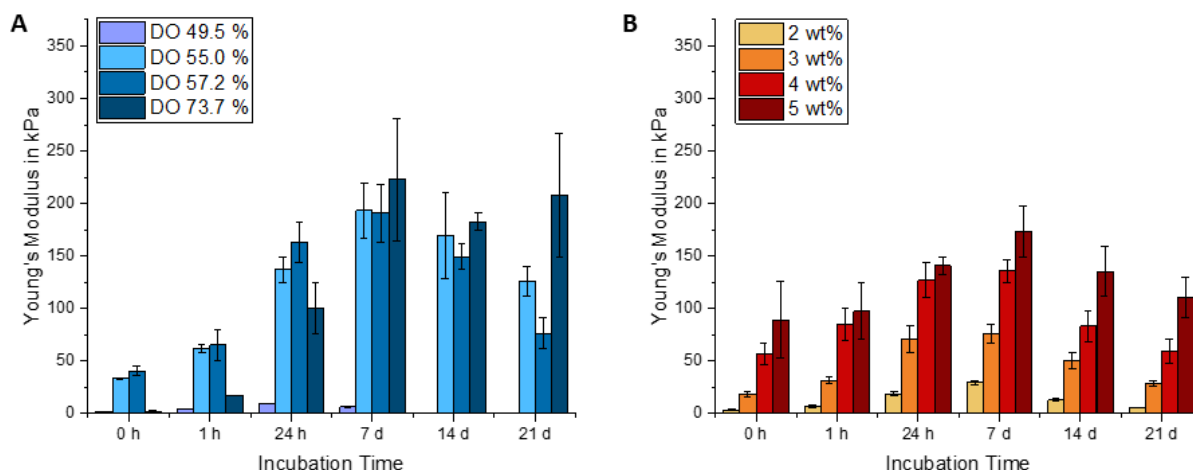 A
DO 49.5 %
DO 55.0 %
DO 57.2 %
DO 73.7 %
Young's Modulus in kPa
350
300
250
200
150
100
50
0
0 h
1 h
24 h
7 d
14 d
21 d
Incubation Time
B
2 wt%
3 wt%
4 wt%
5 wt%
Young's Modulus in kPa
350
300
250
200
150
100
50
0
0 h
1 h
24 h
7 d
14 d
21 d
Incubation Time